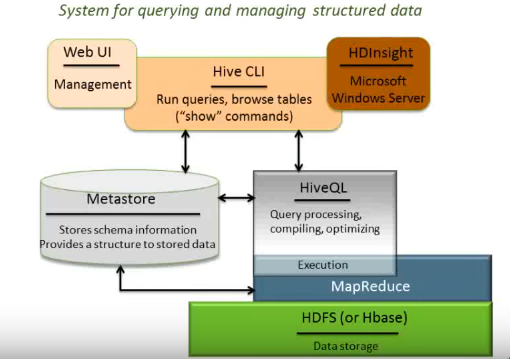 System for querying and managing structured data
Web UI
Management
Hive CLI
Run queries, browse tables
("show" commands)
HDInsight
Microsoft
Windows Server
Metastore
Stores schema information
Provides a structure to stored data
HiveQL
Query processing,
compiling, optimizing
Execution
MapReduce
HDFS (or Hbase)
Data storage